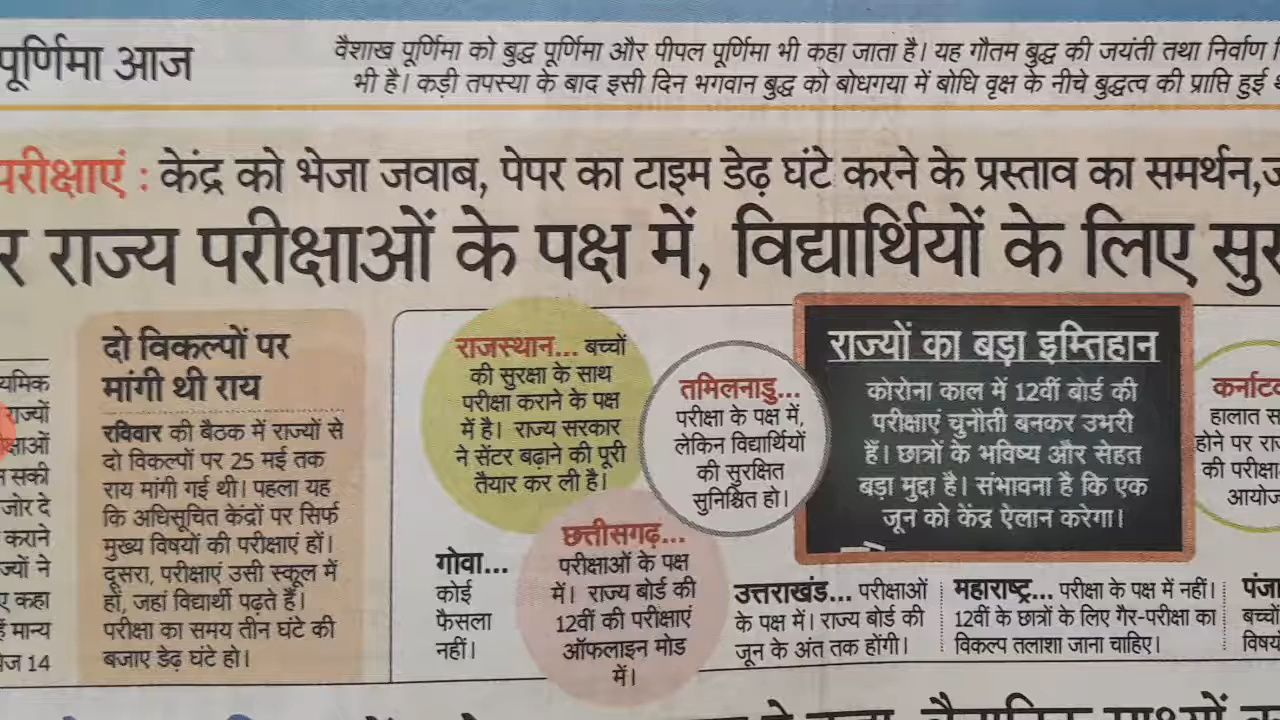 पूर्णिमा आज
वैशाख पूर्णिमा को बुद्ध पूर्णिमा और पीपल पूर्णिमा भी कहा जाता है। यह गौतम बुद्ध की जयंती तथा निर्वाण
भी है। कड़ी तपस्या के बाद इसी दिन भगवान बुद्ध को बोधगया में बोधि वृक्ष के नीचे बुद्धत्व की प्राप्ति हुई
परीक्षाएं : केंद्र को भेजा जवाब, पेपर का टाइम डेढ़ घंटे करने के प्रस्ताव का समर्थन,
र राज्य परीक्षाओं के पक्ष में, विद्यार्थियों के लिए सुर
दो विकल्पों पर
मांगी थी राय
रविवार की बैठक में राज्यों से
दो विकल्पों पर 25 मई तक
राय मांगी गई थी। पहला यह
कि अधिसूचित केंद्रों पर सिर्फ
मुख्य विषयों की परीक्षाएं हों।
दूसरा, परीक्षाएं उसी स्कूल में
हों, जहां विद्यार्थी पढ़ते हैं।
परीक्षा का समय तीन घंटे की
बजाए डेढ़ घंटे हो।
यमिक
राज्यों
क्षाओं
सकी
जोर दे
कराने
ज्यों ने
ए कहा
मान्य
ज 14
राजस्थान... बच्चों
की सुरक्षा के साथ
परीक्षा कराने के पक्ष
में है। राज्य सरकार
ने सेंटर बढ़ाने की पूरी
तैयार कर ली है।
तमिलनाडु...
परीक्षा के पक्ष में,
लेकिन विद्यार्थियों
की सुरक्षित
सुनिश्चित हो।
राज्यों का बड़ा इम्तिहान
कोरोना काल में 12वीं बोर्ड की
परीक्षाएं चुनौती बनकर उभरी
हैं। छात्रों के भविष्य और सेहत
बड़ा मुद्दा है। संभावना है कि एक
जून को केंद्र ऐलान करेगा।
कर्नाट
हालात स
होने पर रा
की परीक्षा
आयोज
गोवा...
कोई
फैसला
नहीं।
छत्तीसगढ़...
परीक्षाओं के पक्ष
में। राज्य बोर्ड की
12वीं की परीक्षाएं
ऑफलाइन मोड
में।
उत्तराखंड... परीक्षाओं
के पक्ष में। राज्य बोर्ड की
जून के अंत तक होंगी।
महाराष्ट्र... परीक्षा के पक्ष में नहीं।
12वीं के छात्रों के लिए गैर-परीक्षा का
विकल्प तलाशा जाना चाहिए।
पंजा
बच्चों
विषय